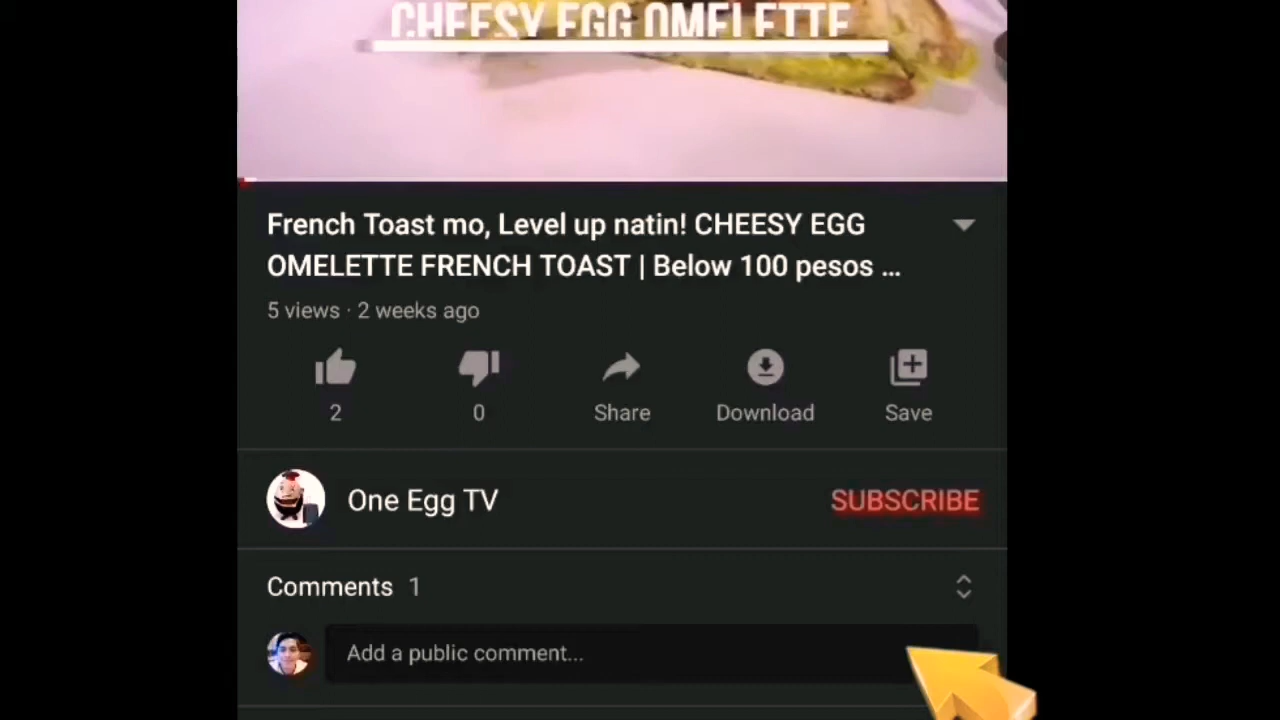 CHEESY EGG OMELETTE
French Toast mo, Level up natin! CHEESY EGG
OMELETTE FRENCH TOAST | Below 100 pesos ...
5 views · 2 weeks ago
2
0
Share
Download
Save
One Egg TV
SUBSCRIBE
Comments 1
Add a public comment...